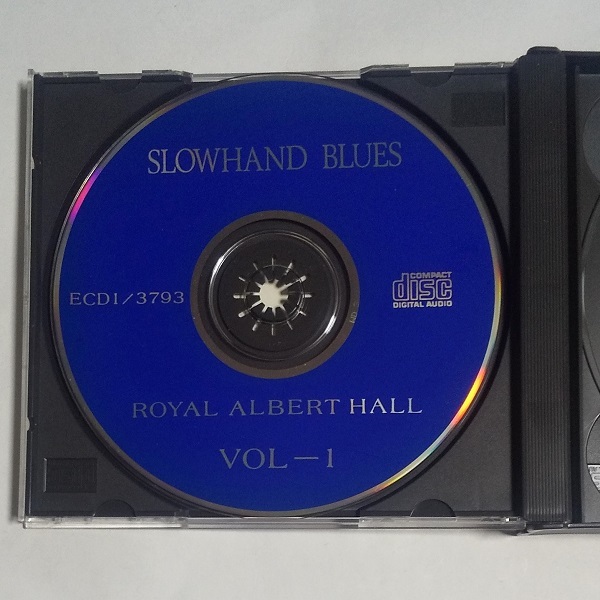 SLOWHAND BLUES
ECD1/3793
COMPACT
disc
DIGITAL AUDIO
ROYAL ALBERT HALL
VOL-1